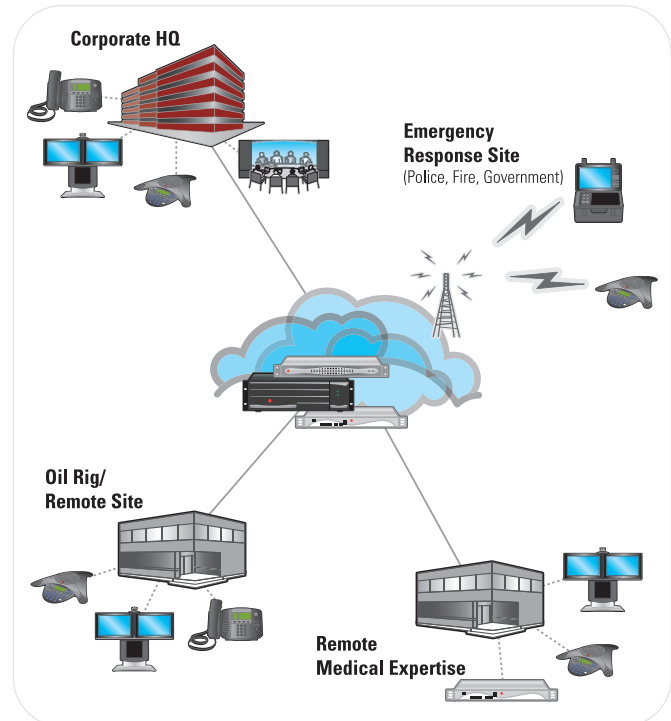 Corporate HQ
Emergency
Response Site
(Police, Fire, Government)
Oil Rig/
Remote Site
Remote
Medical Expertise